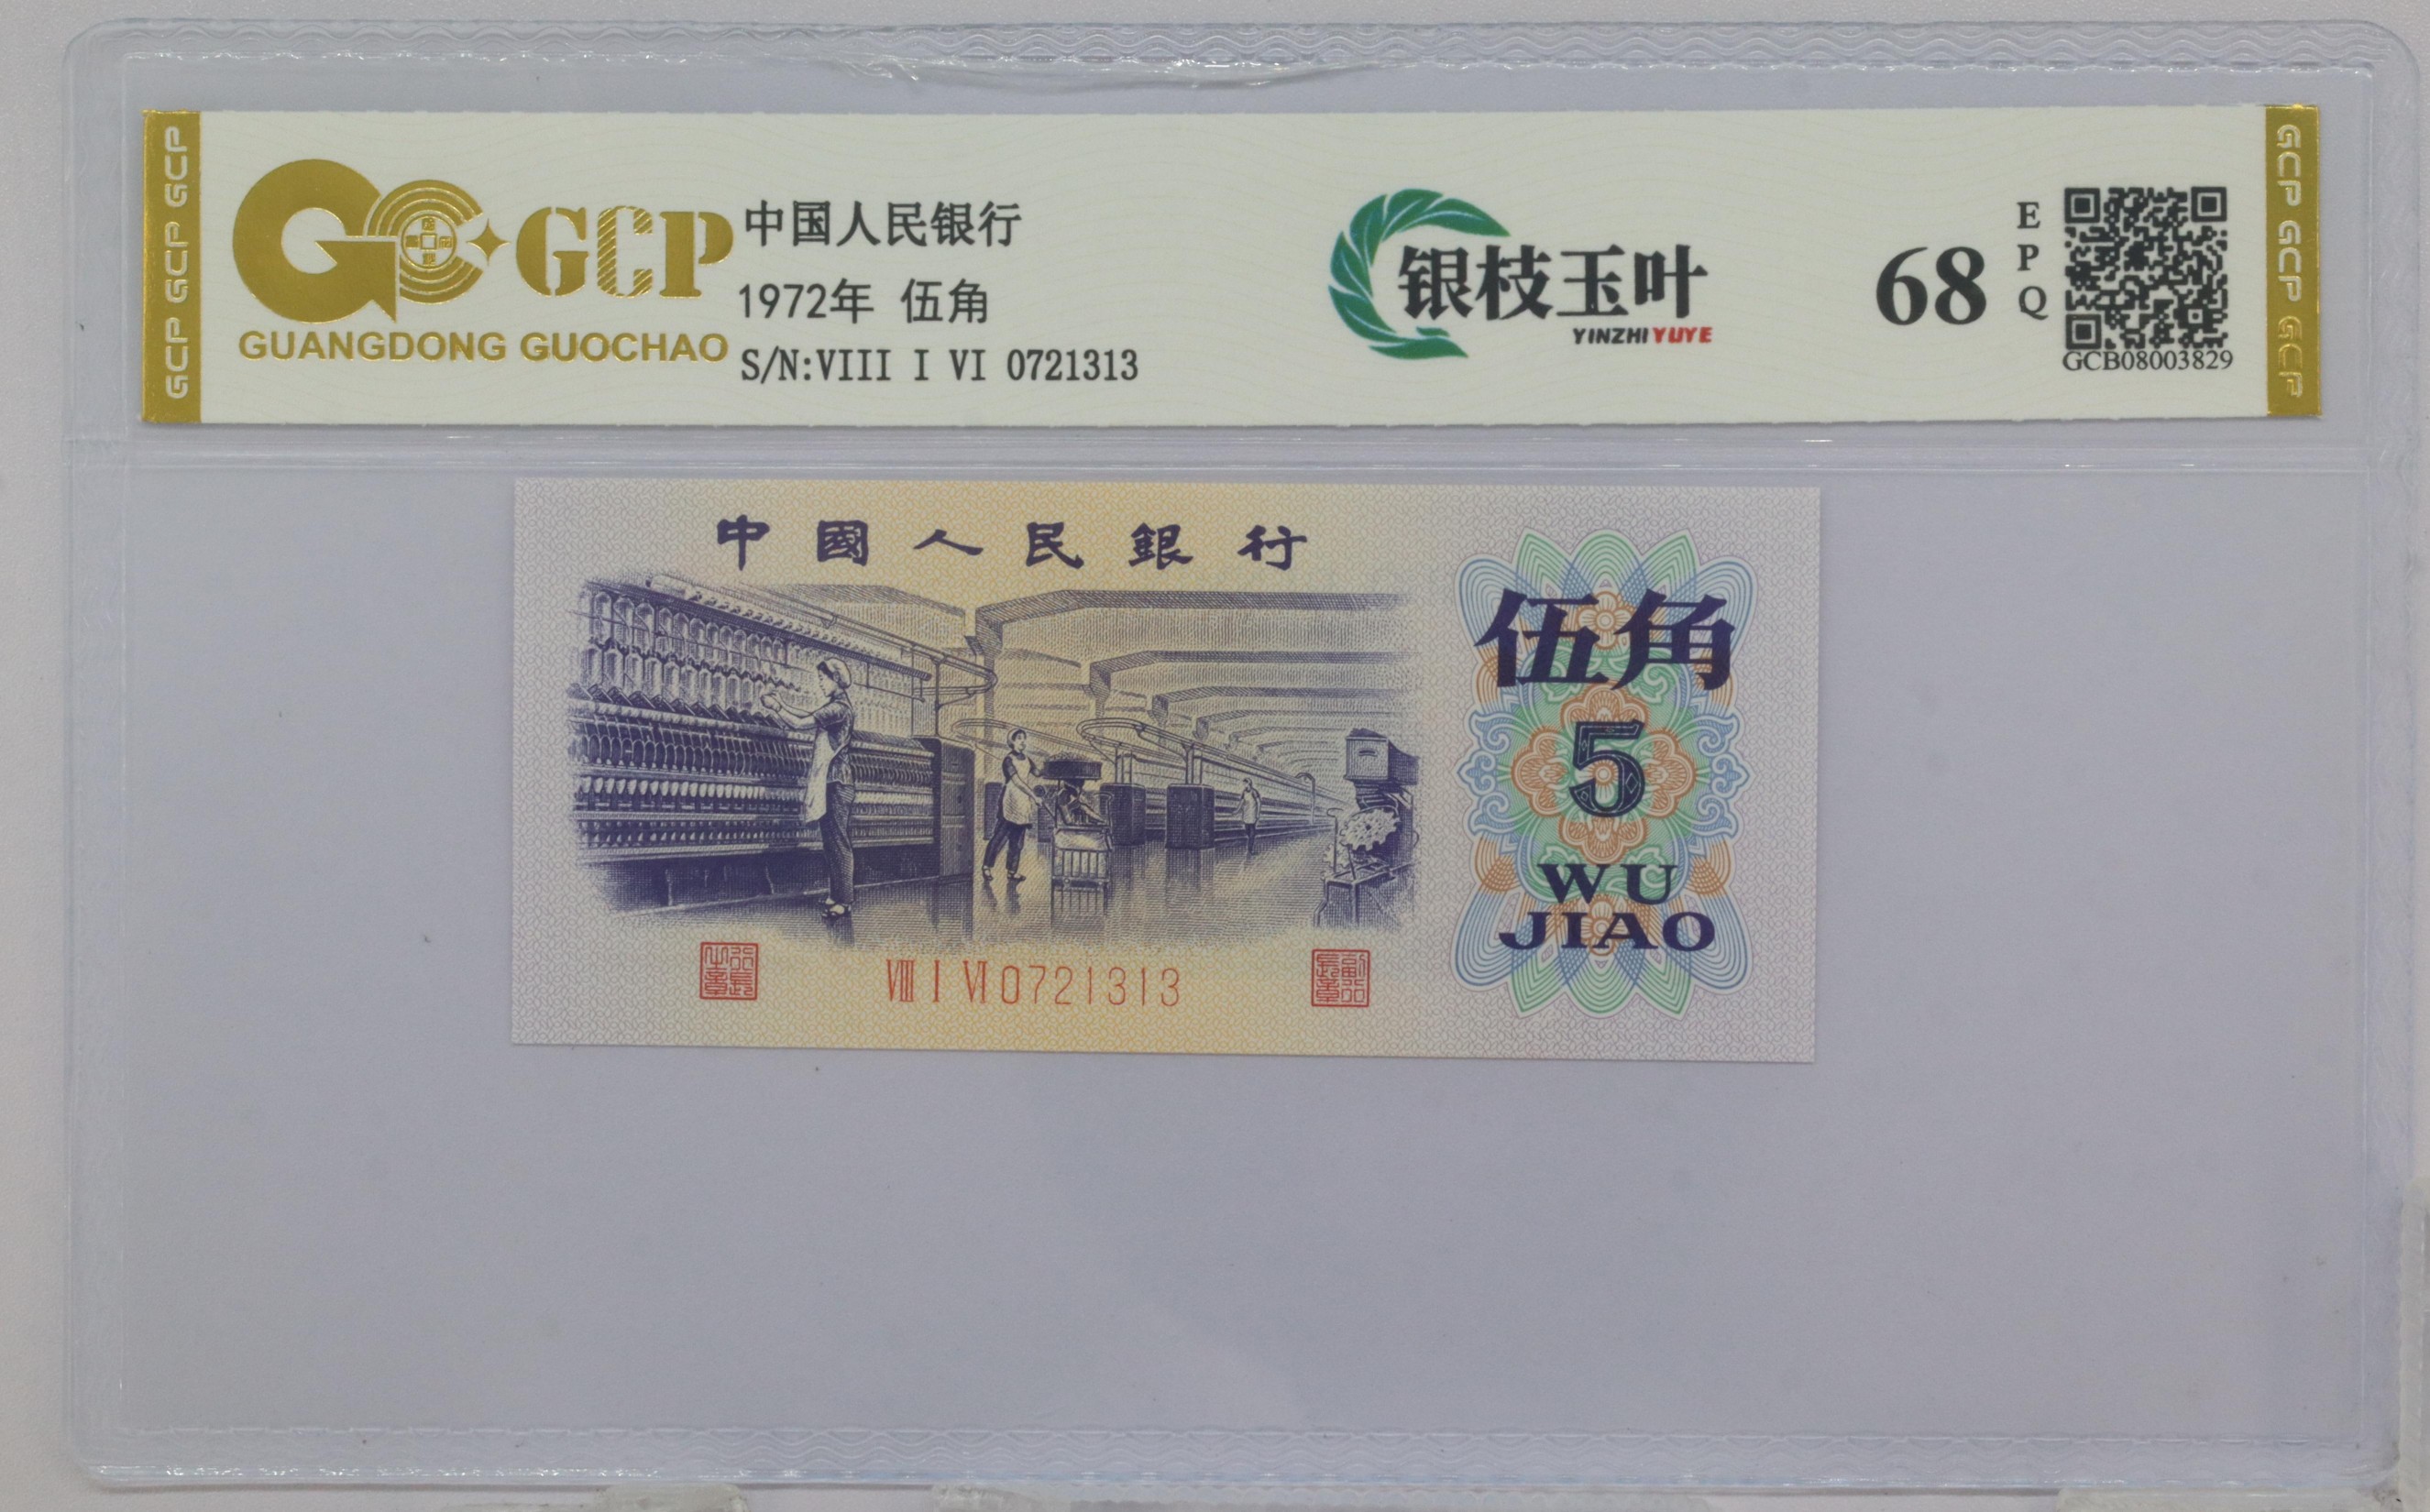 GCP GCP GCP
GCP
GUANGDONG GUOCHAO
中国人民银行
1972年 伍角
S/N:VIII I VI 0721313
银枝玉叶
YINZHIYUYE
68
EPQ
GCB08003829
GCP GCP GCP
中國人民銀行
伍角
5
WU
JIAO
VIII I VI 0721313